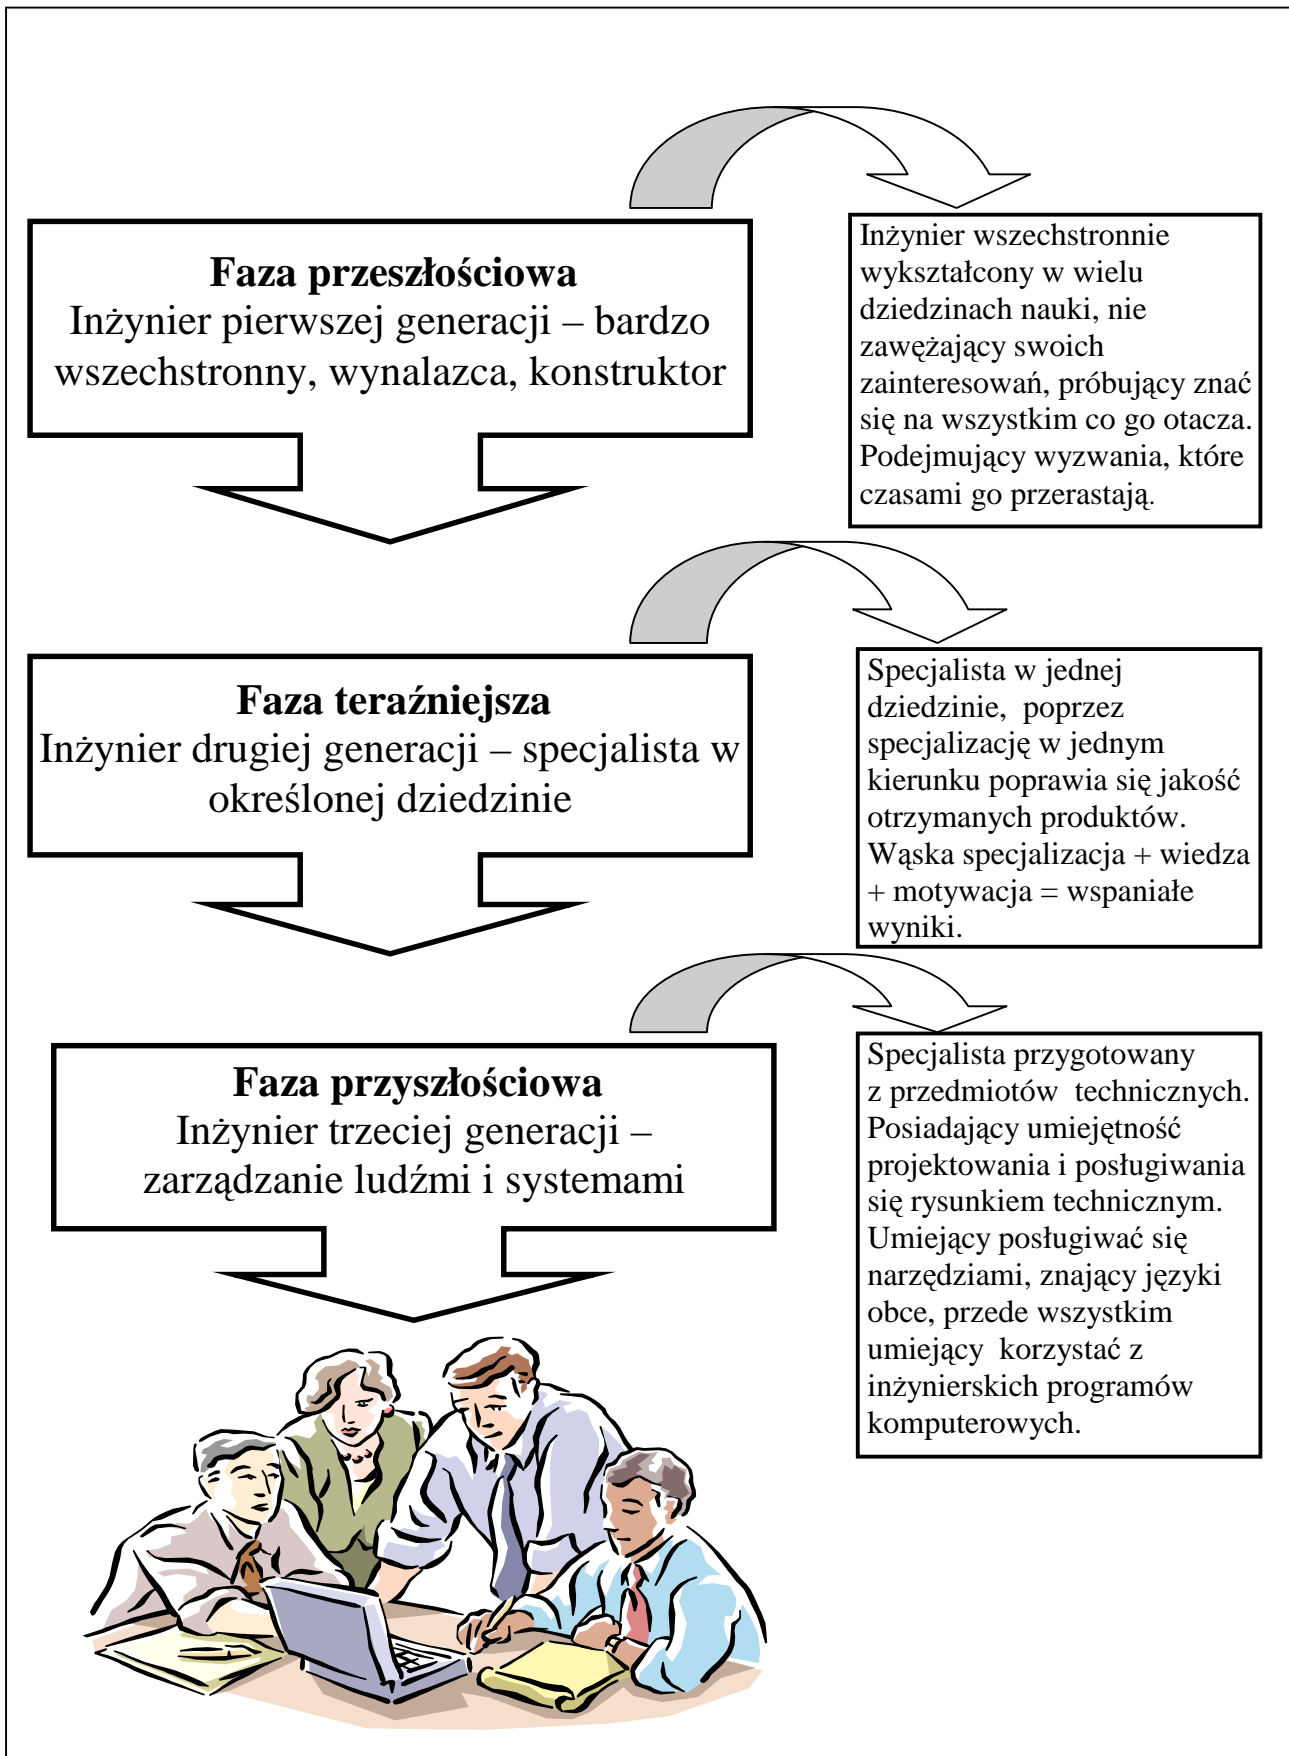 Faza przeszłościowa
Inżynier pierwszej generacji – bardzo
wszechstronny, wynalazca, konstruktor
Inżynier wszechstronnie
wykształcony w wielu
dziedzinach nauki, nie
zawężający swoich
zainteresowań, próbujący znać
się na wszystkim co go otacza.
Podejmujący wyzwania, które
czasami go przerastają.
Faza teraźniejsza
Inżynier drugiej generacji – specjalista w
określonej dziedzinie
Specjalista w jednej
dziedzinie, poprzez
specjalizację w jednym
kierunku poprawia się jakość
otrzymanych produktów.
Wąska specjalizacja + wiedza
+ motywacja = wspaniałe
wyniki.
Faza przyszłościowa
Inżynier trzeciej generacji –
zarządzanie ludźmi i systemami
Specjalista przygotowany
z przedmiotów technicznych.
Posiadający umiejętność
projektowania i posługiwania
się rysunkiem technicznym.
Umiejący posługiwać się
narzędziami, znający języki
obce, przede wszystkim
umiejący korzystać z
inżynierskich programów
komputerowych.